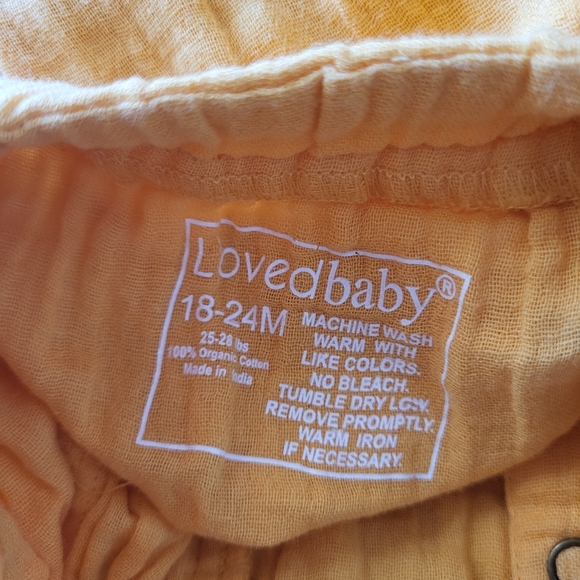 Lovedbaby®
18-24M
25-28 lbs
100% Organic Cotton
Made in India
MACHINE WASH
WARM WITH
LIKE COLORS.
NO BLEACH.
TUMBLE DRY LOW.
REMOVE PROMPTLY.
WARM IRON
IF NECESSARY.